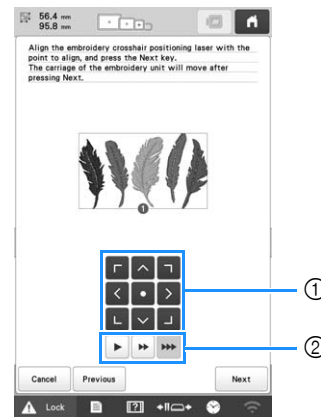 56.4 mm
95.8 mm
Align the embroidery crosshair positioning laser with the
point to align, and press the Next key.
The carriage of the embroidery unit will move after
pressing Next.
1
①
②
Cancel Previous Next
Lock